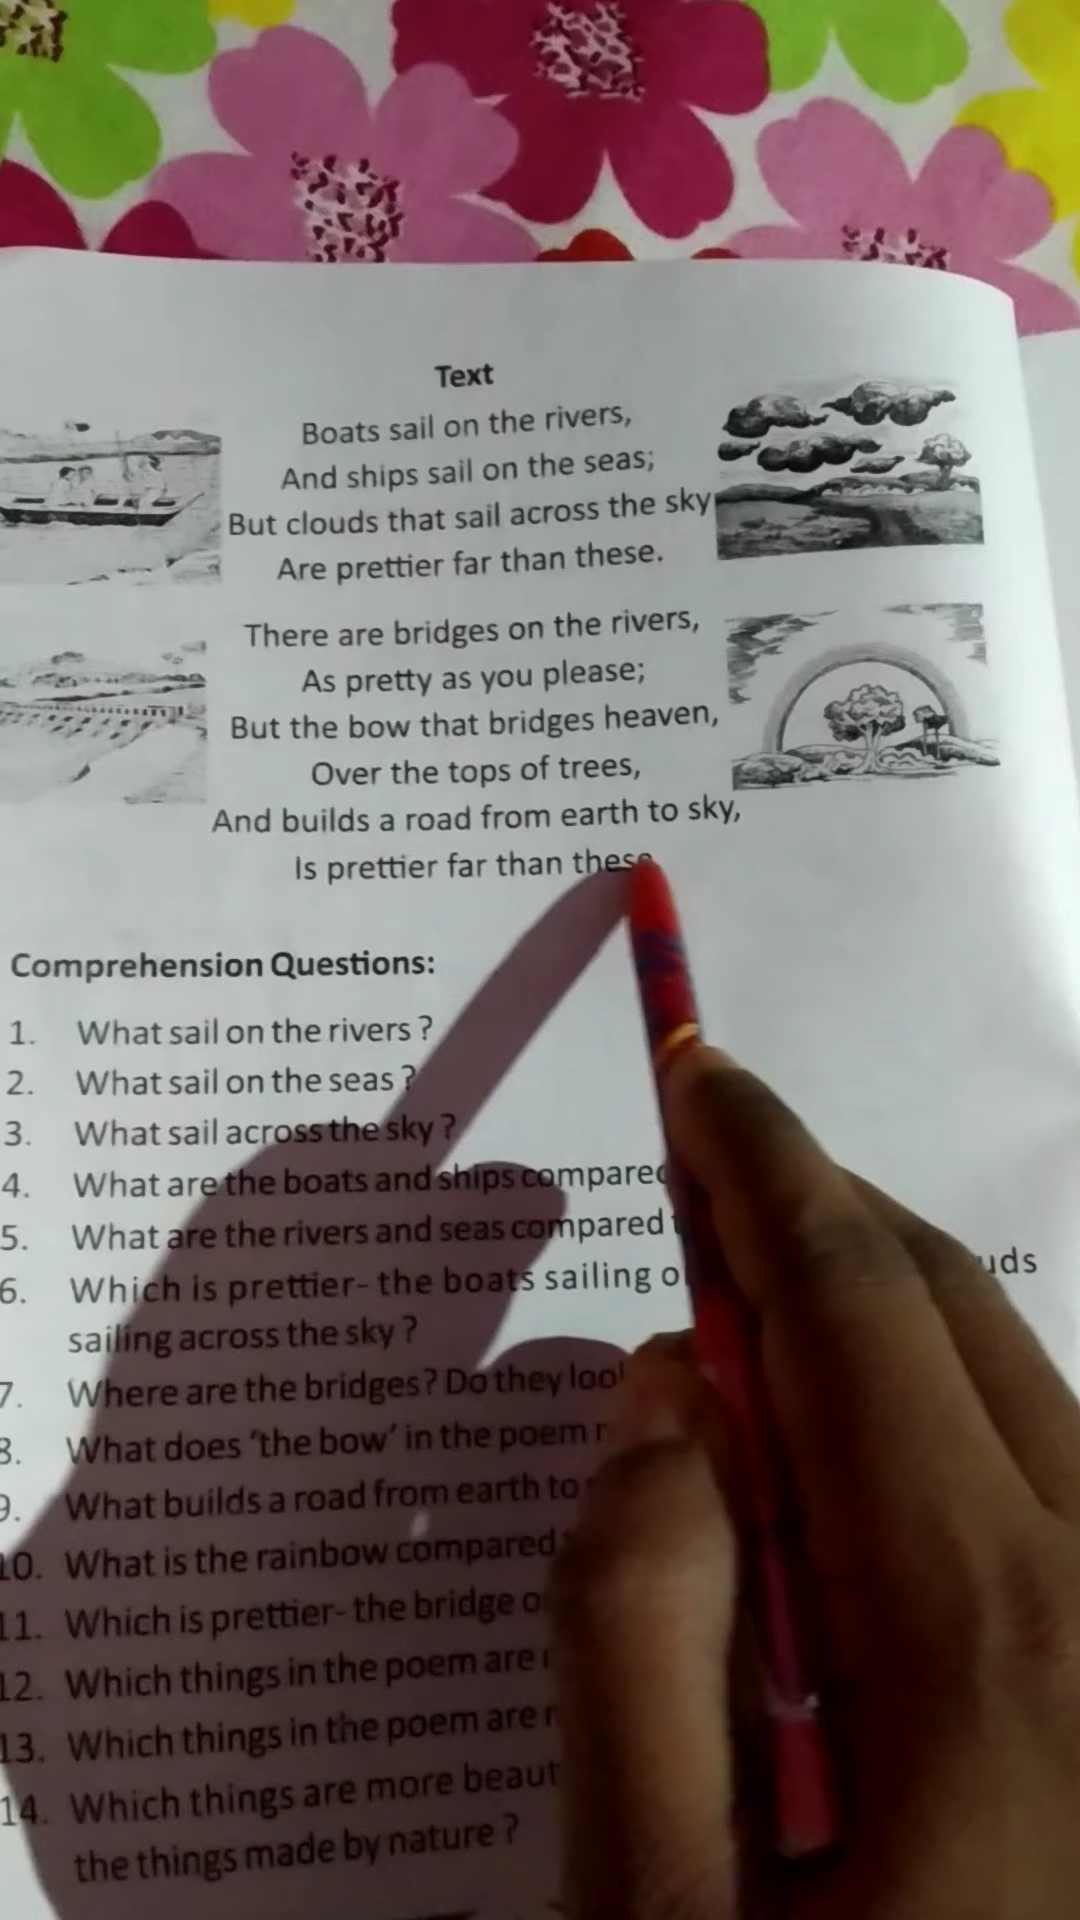 Text
Boats sail on the rivers,
And ships sail on the seas;
But clouds that sail across the sky
Are prettier far than these.
There are bridges on the rivers,
As pretty as you please;
But the bow that bridges heaven,
Over the tops of trees,
And builds a road from earth to sky,
Is prettier far than these
Comprehension Questions:
1. What sail on the rivers ?
2. What sail on the seas ?
3. What sail across the sky ?
4. What are the boats and ships compared
5. What are the rivers and seas compared
6. Which is prettier- the boats sailing
sailing across the sky ?
7. Where are the bridges? Do they
8. What does 'the bow' in the poem
9. What builds a road from earth to
10. What is the rainbow compared
11. Which is prettier- the bridge
12. Which things in the poem are
13. Which things in the poem are
14. Which things are more
the things made by nature ?